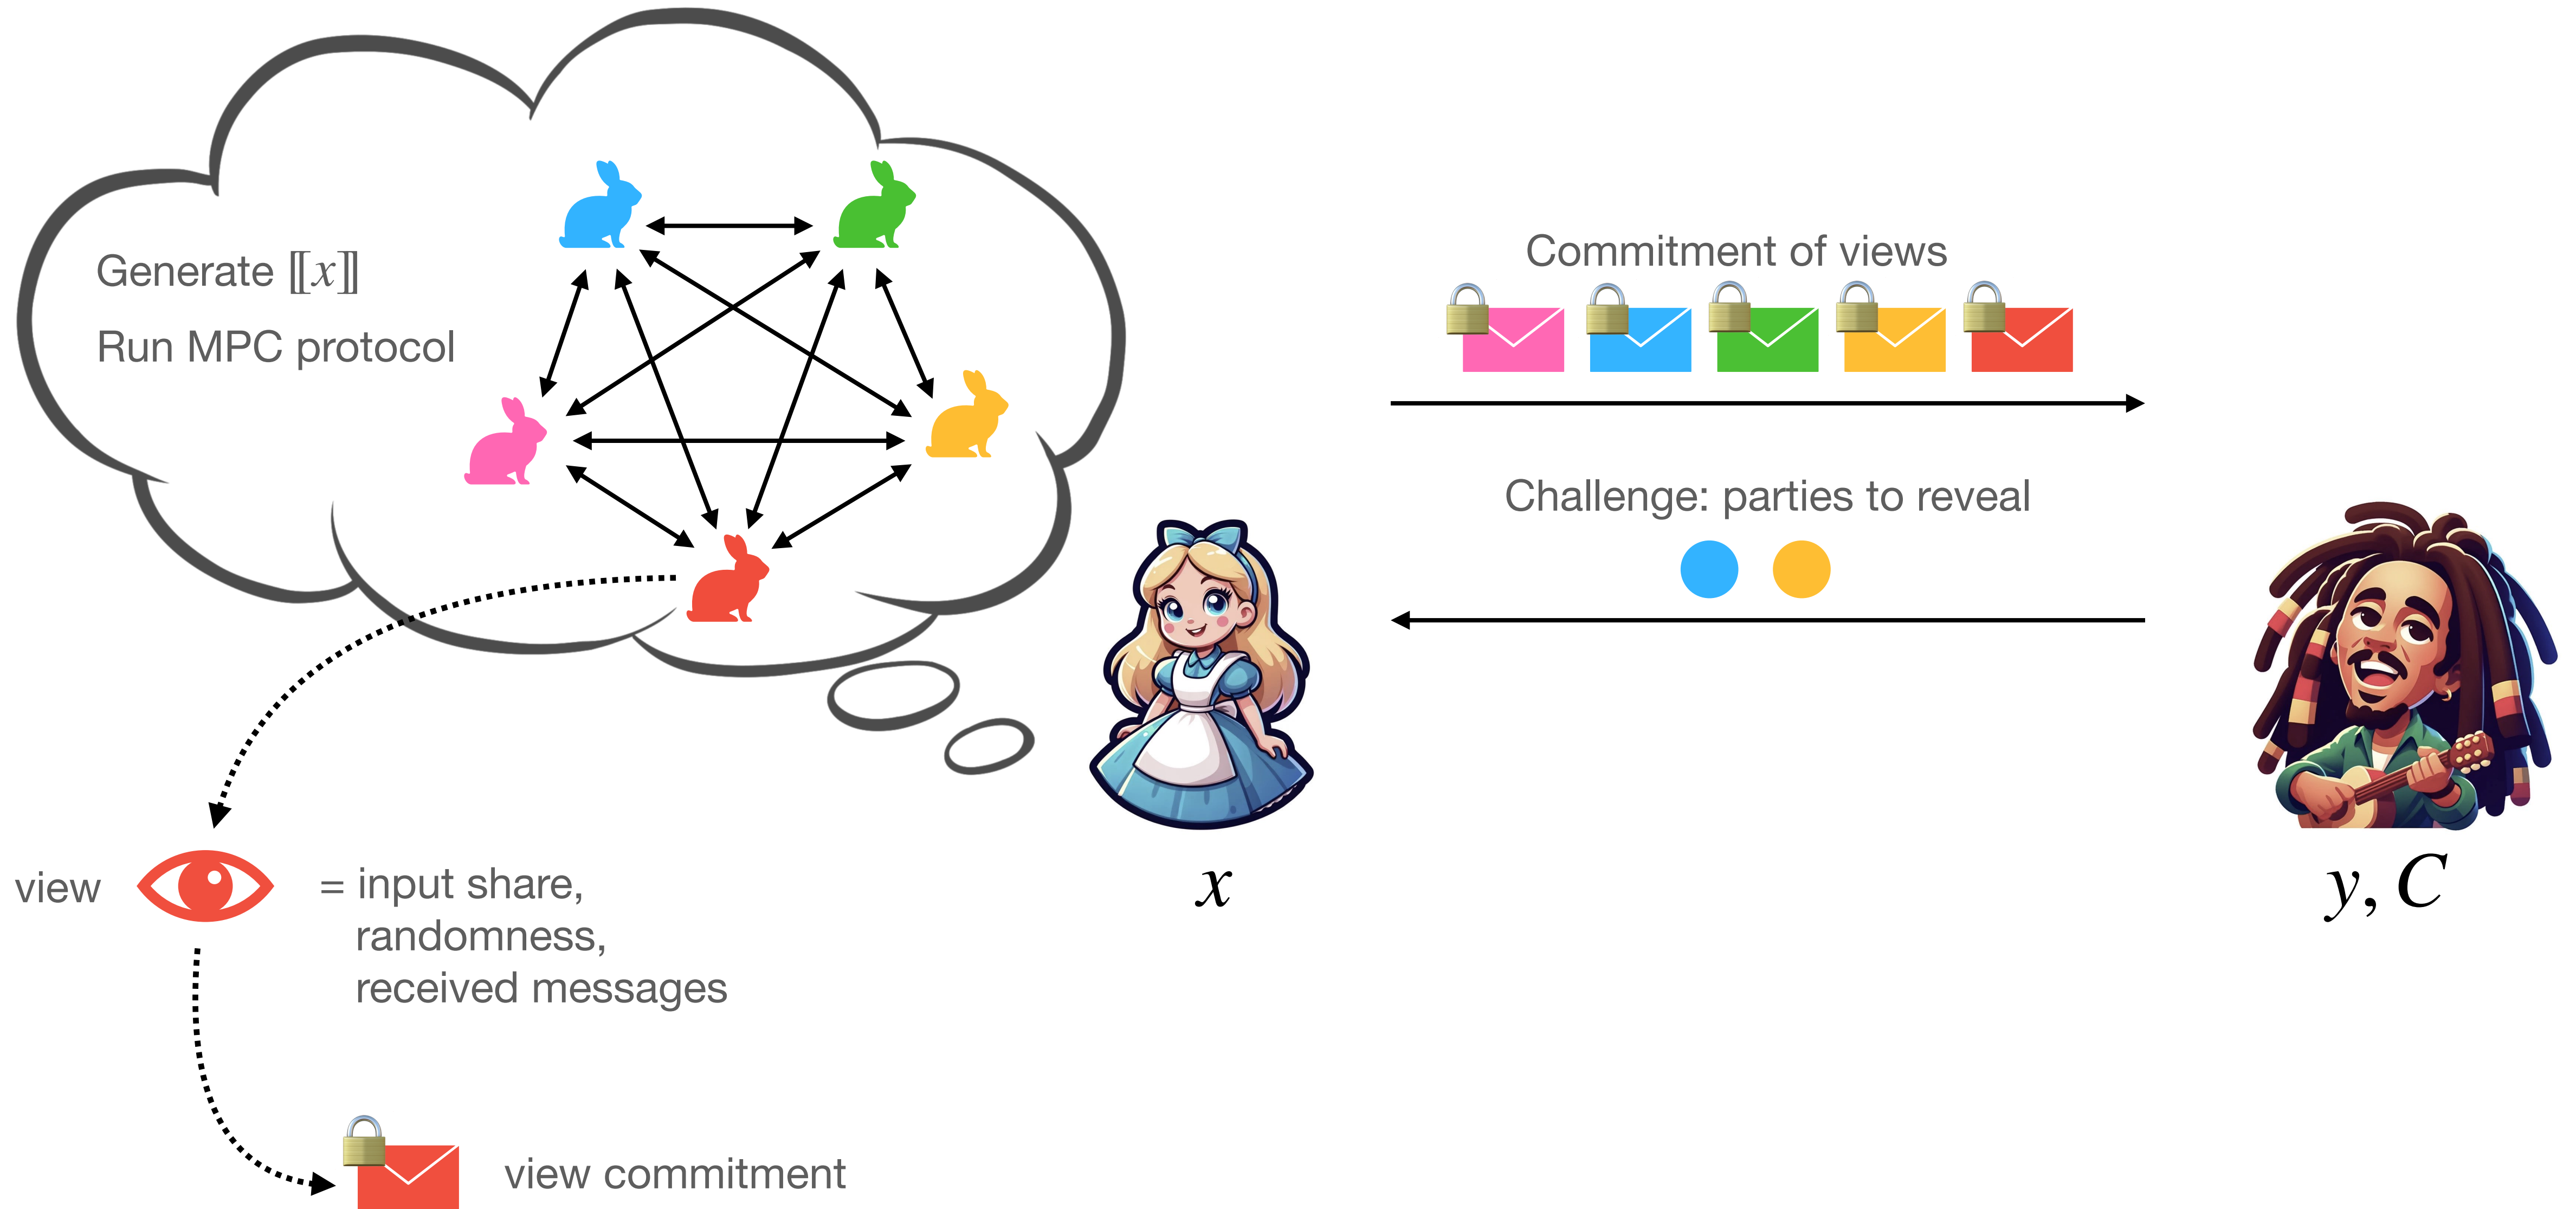 Generate [[x]]
Run MPC protocol
Commitment of views
Challenge: parties to reveal
x
y, C
view
= input share,
randomness,
received messages
view commitment